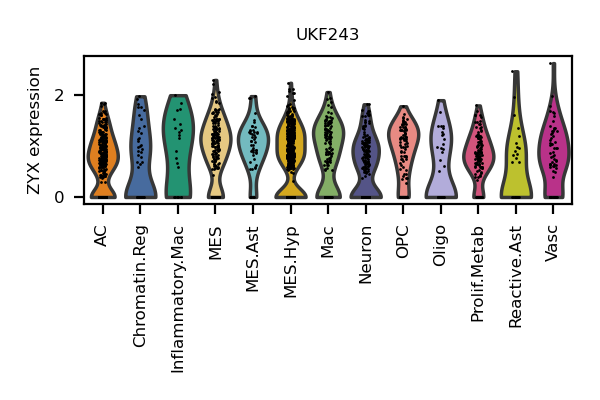 UKF243
ZYX expression
2
0
AC
Chromatin.Reg
Inflammatory.Mac
MES
MES.Ast
MES.Hyp
Mac
Neuron
OPC
Oligo
Prolif.Metab
Reactive.Ast
Vasc